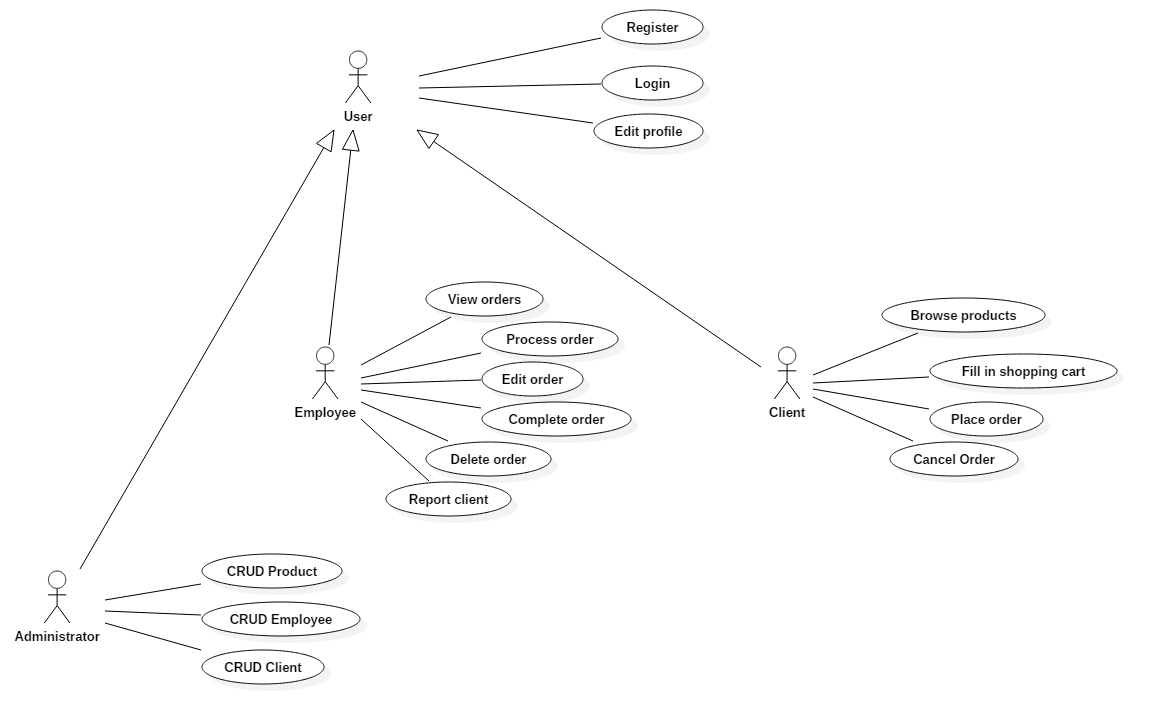 Register
Login
User
Edit profile
View orders
Browse products
Process order
Fill in shopping cart
Edit order
Employee
Client
Complete order
Place order
Delete order
Cancel Order
Report client
CRUD Product
CRUD Employee
Administrator
CRUD Client